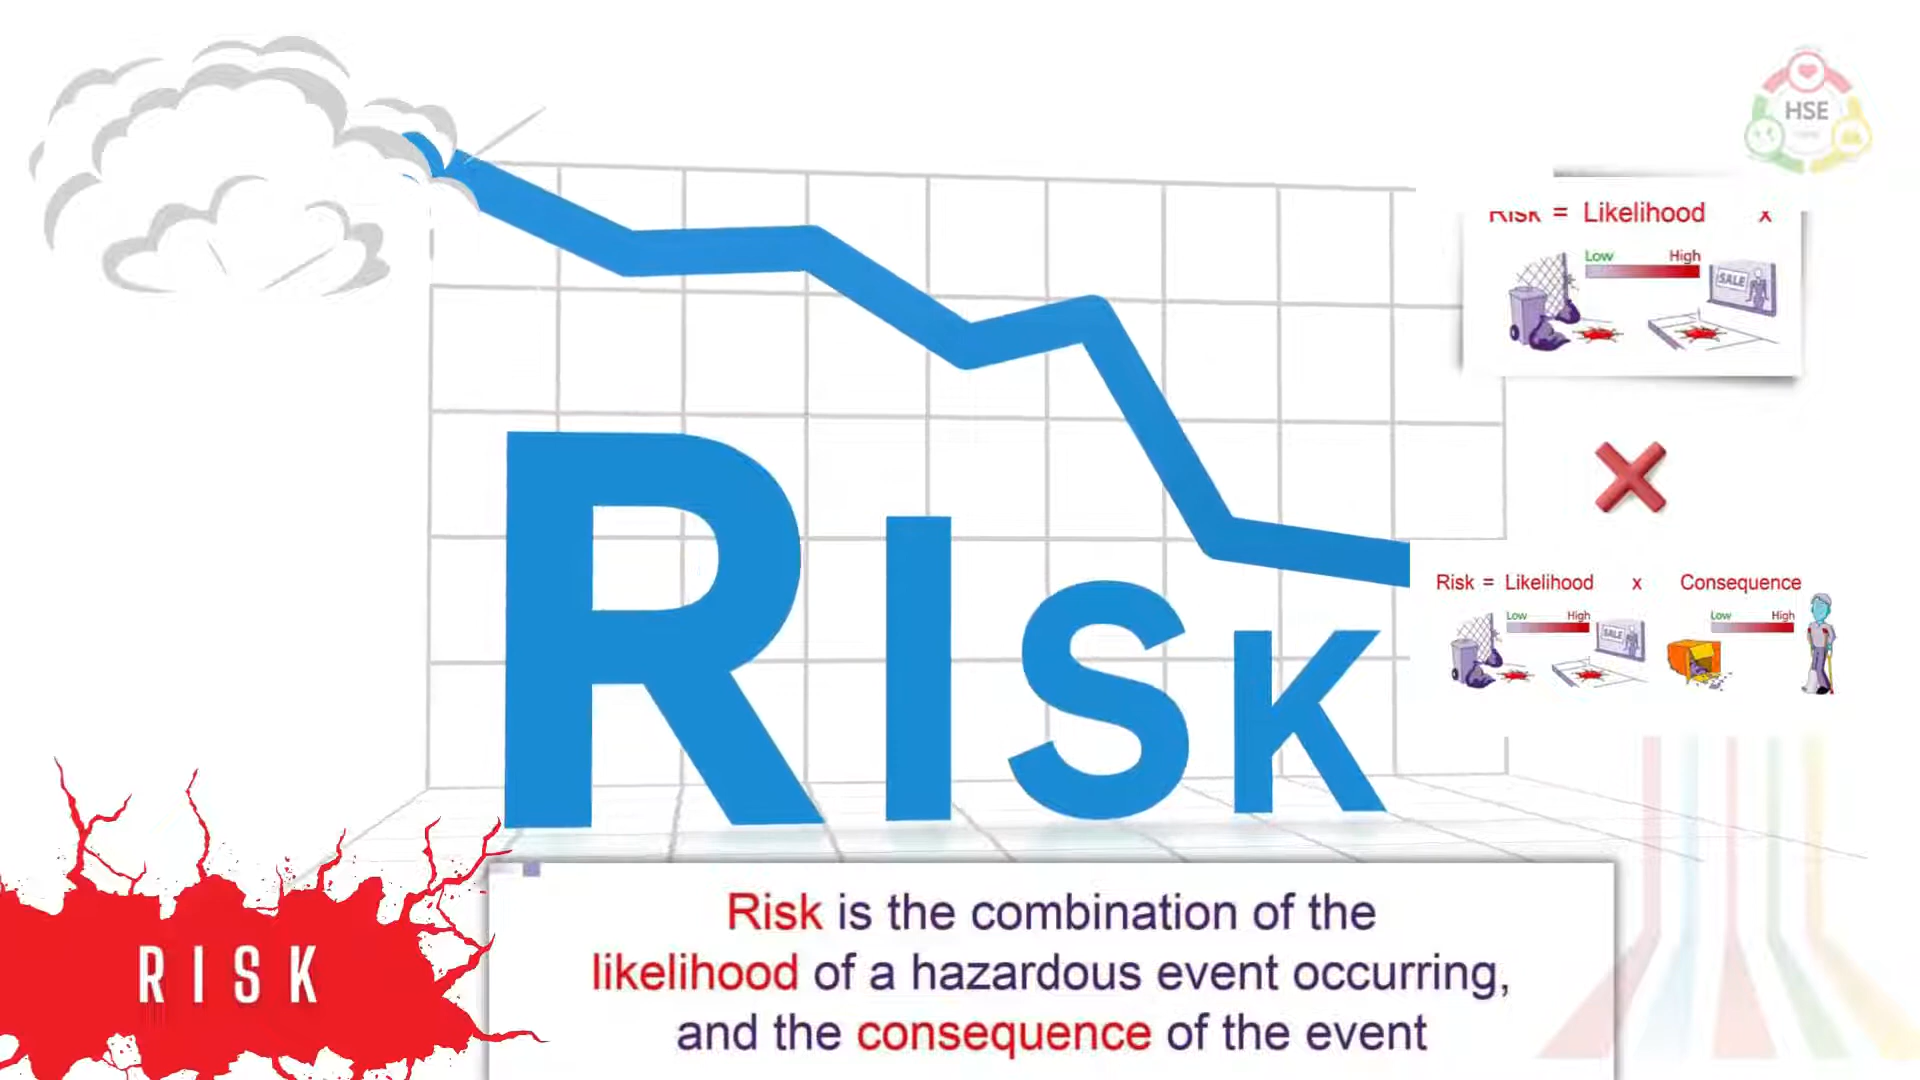 HSE
Risk = Likelihood x
Low High
SALE
Risk = Likelihood x Consequence
Low High Low High
SALE
RISK
RISK
Risk is the combination of the
likelihood of a hazardous event occurring,
and the consequence of the event